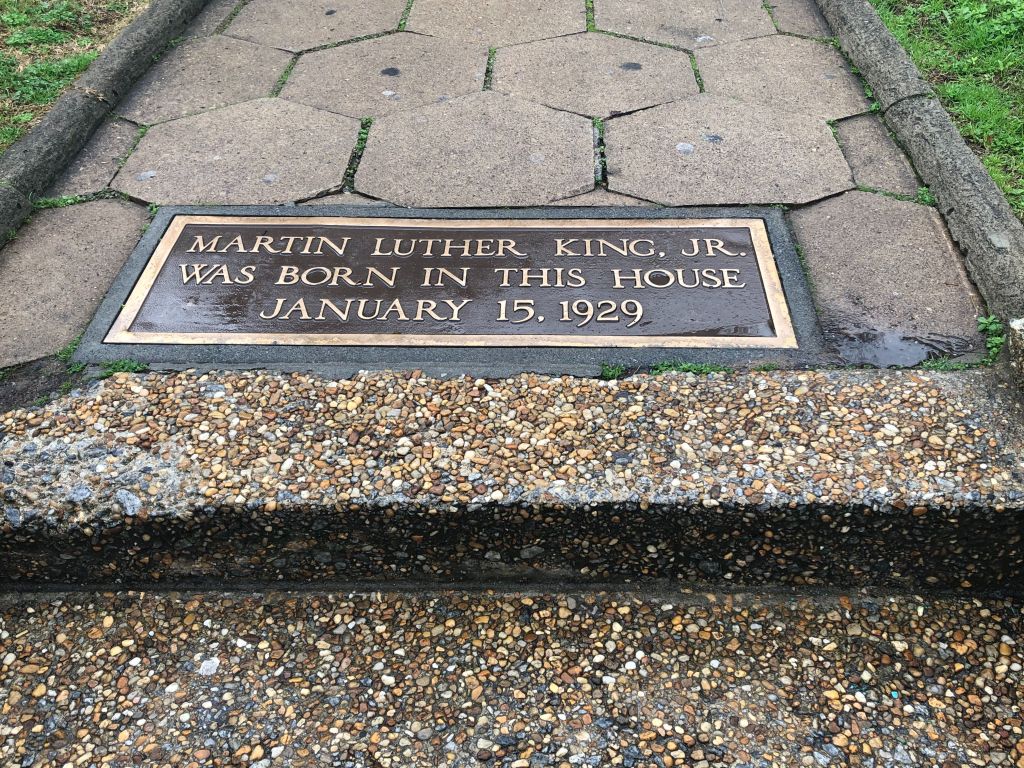 MARTIN LUTHER KING, JR.
WAS BORN IN THIS HOUSE
JANUARY 15, 1929